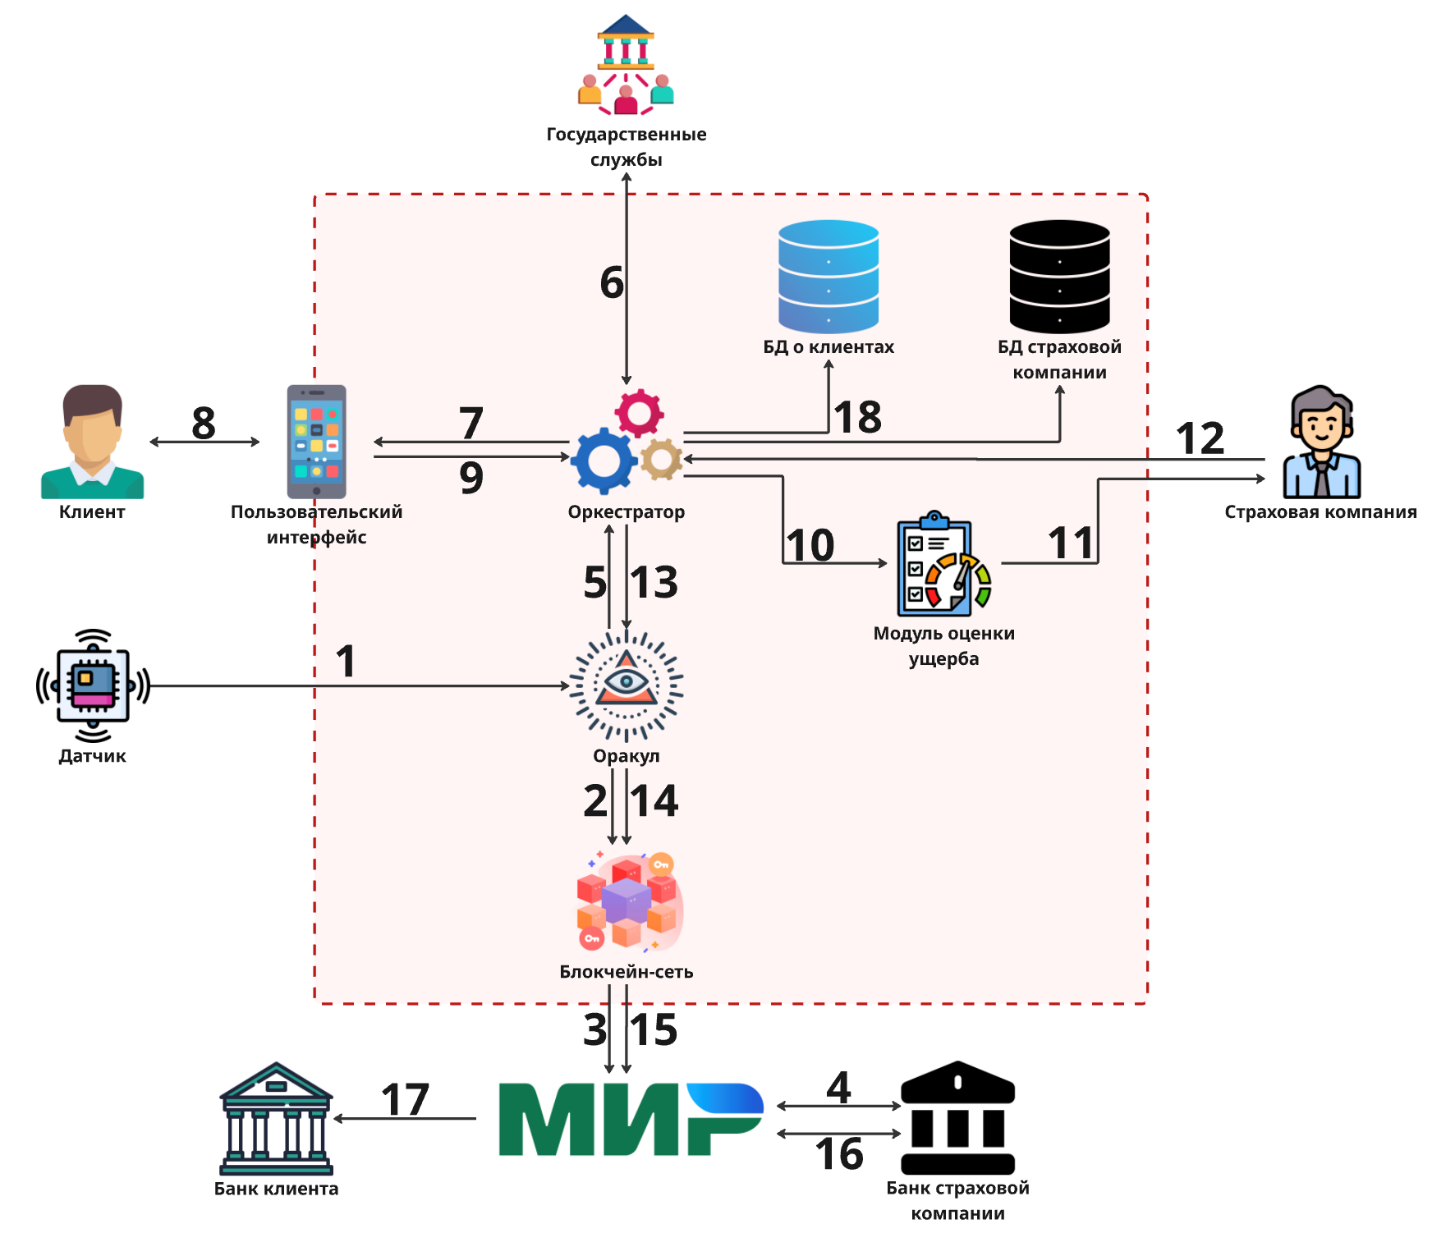 Государственные
службы
6
БД о клиентах
БД страховой
компании
8
7
18
12
9
Клиент
Пользовательский
интерфейс
Оркестратор
Страховая компания
10
11
5
13
Модуль оценки
ущерба
1
Датчик
Оракул
2
14
Блокчейн-сеть
3
15
17
МИР
4
16
Банк клиента
Банк страховой
компании